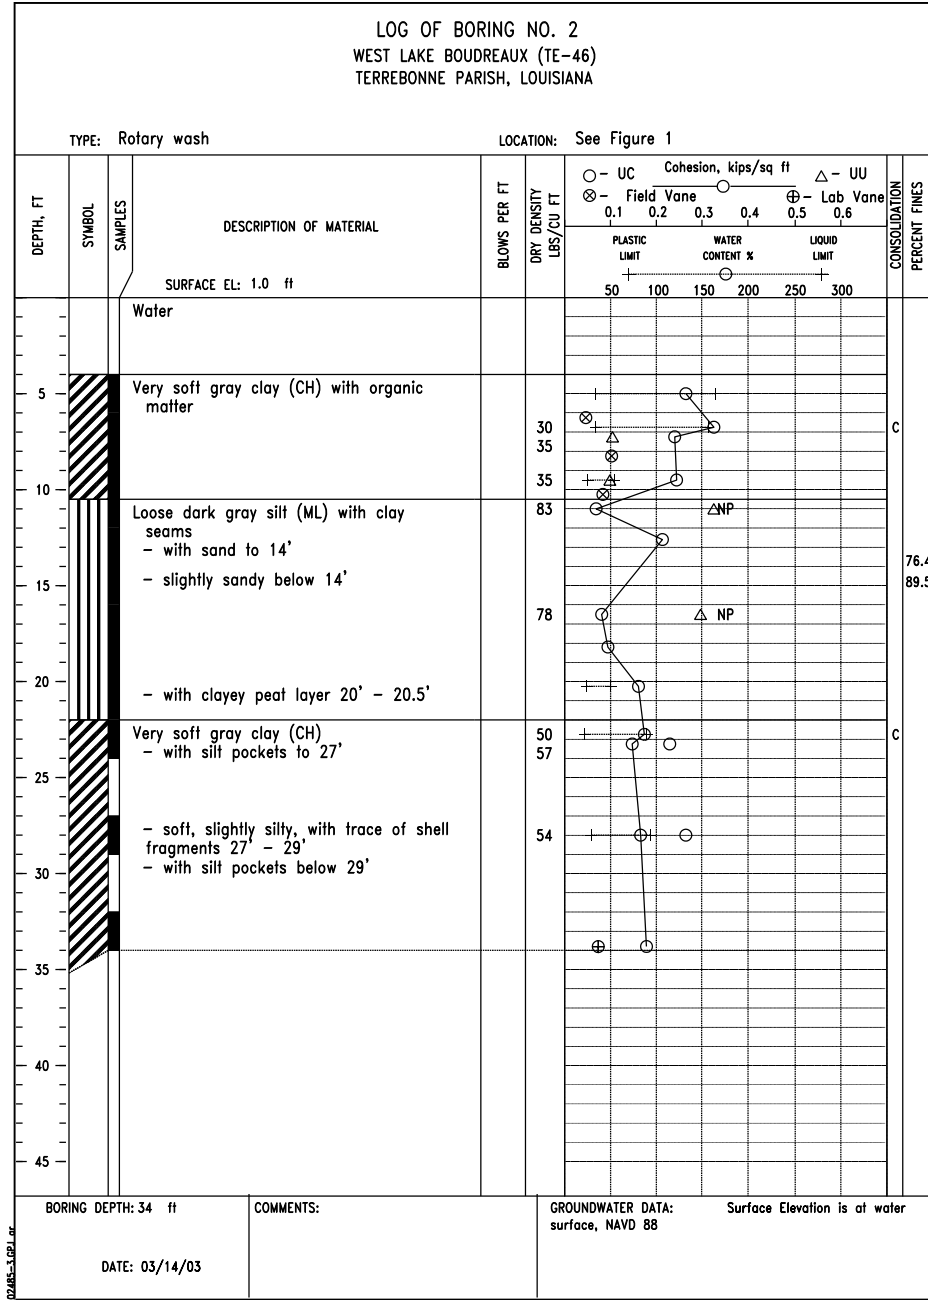 LOG OF BORING NO. 2
WEST LAKE BOUDREAUX (TE-46)
TERREBONNE PARISH, LOUISIANA
TYPE: Rotary wash
LOCATION: See Figure 1
DEPTH, FT
SYMBOL
SAMPLES
DESCRIPTION OF MATERIAL
SURFACE EL: 1.0 ft
BLOWS PER FT
DRY DENSITY
LBS/CU FT
- UC
Cohesion, kips/sq ft
- UU
- Field Vane
- Lab Vane
0.1 0.2 0.3 0.4 0.5 0.6
PLASTIC
LIMIT
WATER
CONTENT %
LIQUID
LIMIT
50 100 150 200 250 300
CONSOLIDATION
PERCENT FINES
Water
5
Very soft gray clay (CH) with organic
matter
30
C
35
35
10
Loose dark gray silt (ML) with clay
seams
83
NP
- with sand to 14'
76.4
- slightly sandy below 14'
15
89.5
78
NP
20
- with clayey peat layer 20' - 20.5'
Very soft gray clay (CH)
50
C
- with silt pockets to 27'
57
25
- soft, slightly silty, with trace of shell
fragments 27' - 29'
54
- with silt pockets below 29'
30
35
40
45
BORING DEPTH: 34 ft
DATE: 03/14/03
COMMENTS:
GROUNDWATER DATA: Surface Elevation is at water
surface, NAVD 88